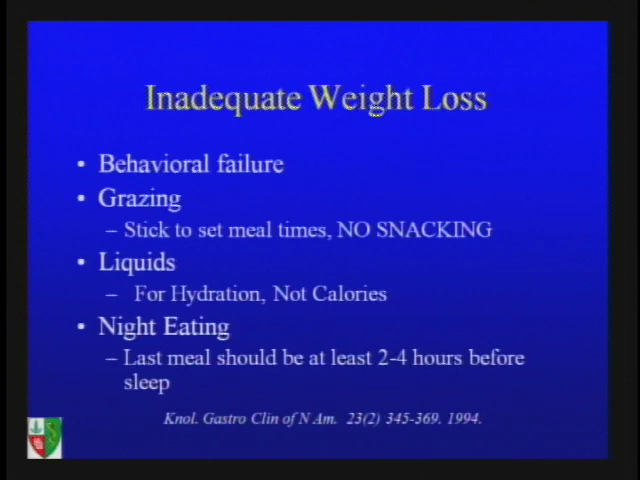 Inadequate Weight Loss
• Behavioral failure
• Grazing
– Stick to set meal times, NO SNACKING
• Liquids
– For Hydration, Not Calories
• Night Eating
– Last meal should be at least 2-4 hours before
sleep
Knol. Gastro Clin of N Am. 23(2) 345-369. 1994.